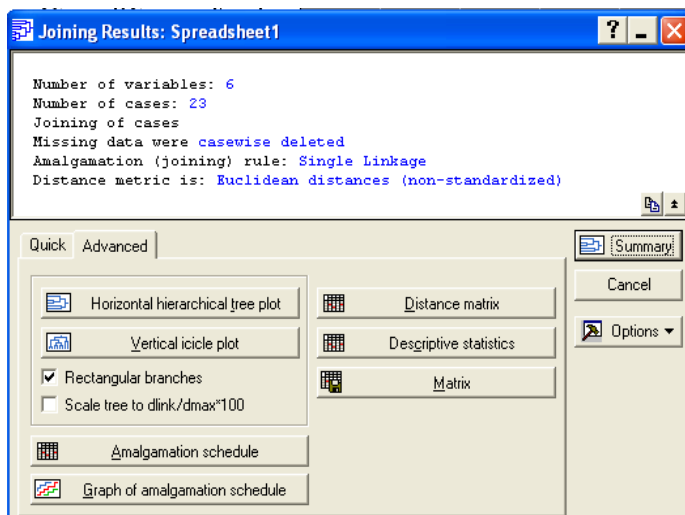 Joining Results: Spreadsheet1
Number of variables: 6
Number of cases: 23
Joining of cases
Missing data were casewise deleted
Amalgamation (joining) rule: Single Linkage
Distance metric is: Euclidean distances (non-standardized)
Quick
Advanced
Summary
Cancel
Options
Horizontal hierarchical tree plot
Distance matrix
Vertical icicle plot
Descriptive statistics
Rectangular branches
Matrix
Scale tree to dlink/dmax*100
Amalgamation schedule
Graph of amalgamation schedule